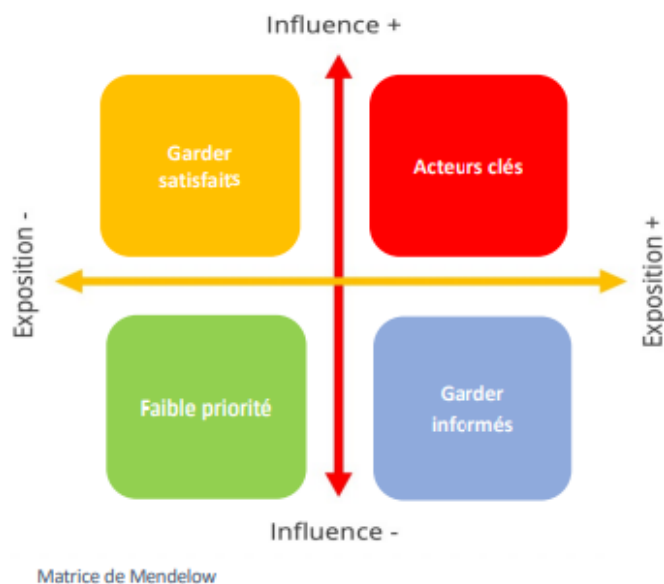 Influence +
Garder
satisfaits
Acteurs clés
Exposition -
Exposition +
Faible priorité
Garder
informés
Influence -
Matrice de Mendelow